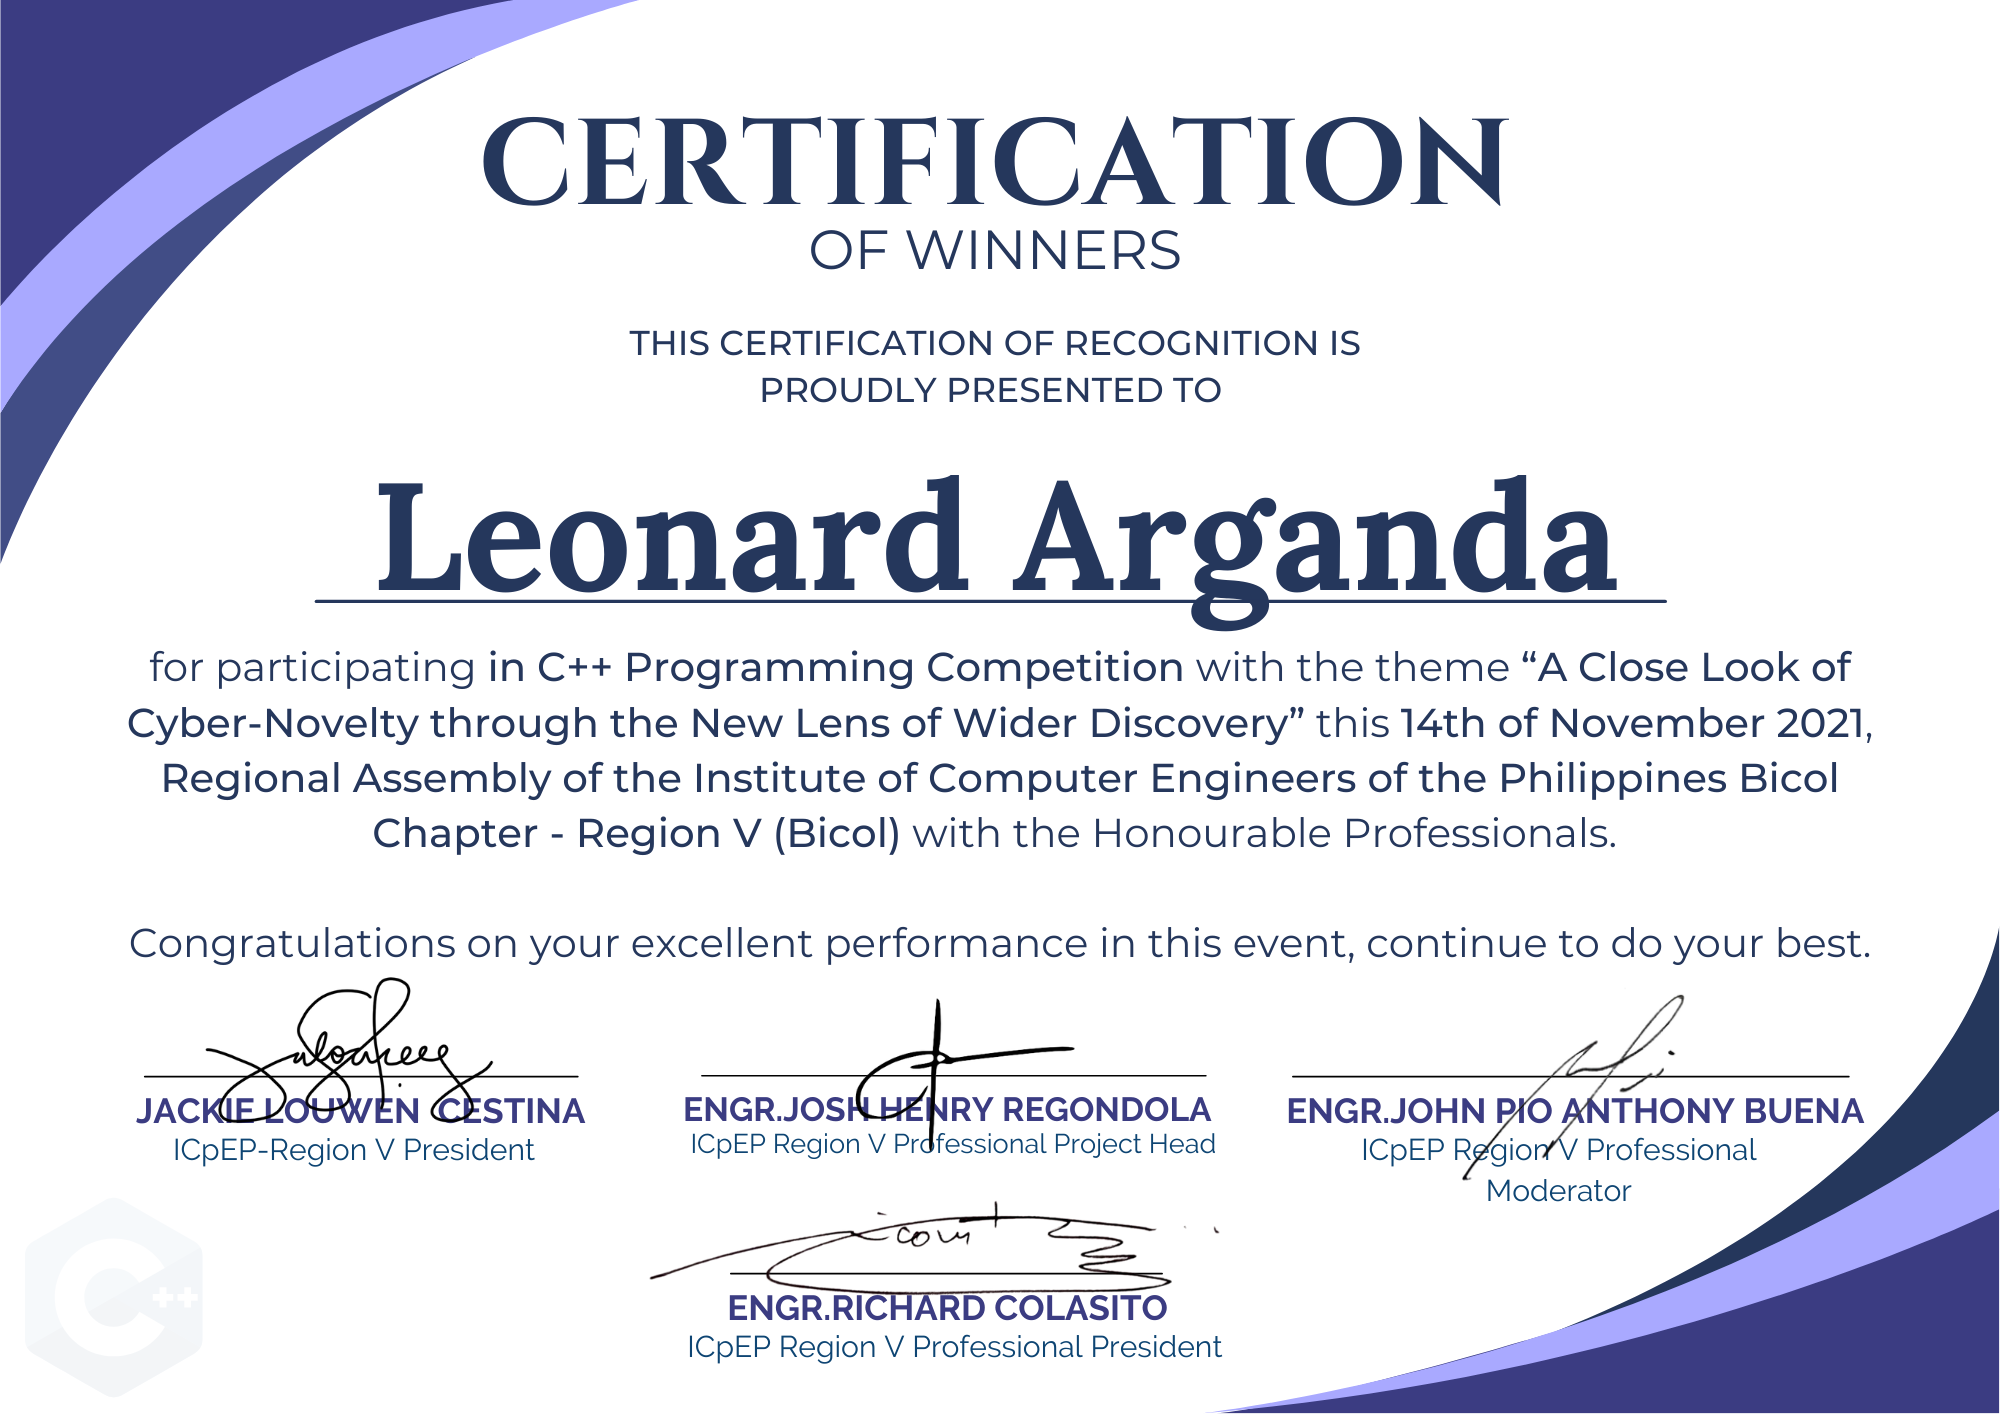 CERTIFICATION
OF WINNERS
THIS CERTIFICATION OF RECOGNITION IS
PROUDLY PRESENTED TO
Leonard Arganda
for participating in C++ Programming Competition with the theme “A Close Look of
Cyber-Novelty through the New Lens of Wider Discovery” this 14th of November 2021,
Regional Assembly of the Institute of Computer Engineers of the Philippines Bicol
Chapter - Region V (Bicol) with the Honourable Professionals.
Congratulations on your excellent performance in this event, continue to do your best.
JACKIE LOUWEN CESTINA
ICpEP-Region V President
ENGR.JOSH HENRY REGONDOLA
ICpEP Region V Professional Project Head
ENGR.JOHN PIO ANTHONY BUENA
ICpEP Region V Professional
Moderator
ENGR.RICHARD COLASITO
ICpEP Region V Professional President
C++